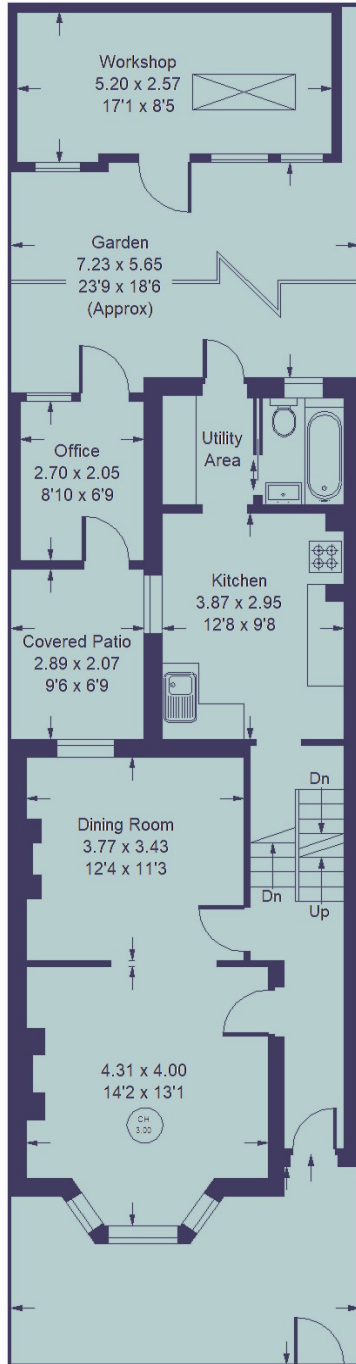 Workshop
5.20 x 2.57
17'1 x 8'5
Garden
7.23 x 5.65
23'9 x 18'6
(Approx)
Office
2.70 x 2.05
8'10 x 6'9
Utility
Area
Kitchen
3.87 x 2.95
12'8 x 9'8
Covered Patio
2.89 x 2.07
9'6 x 6'9
Dining Room
3.77 x 3.43
12'4 x 11'3
Dn
Dn
Up
4.31 x 4.00
14'2 x 13'1
CH
3.00